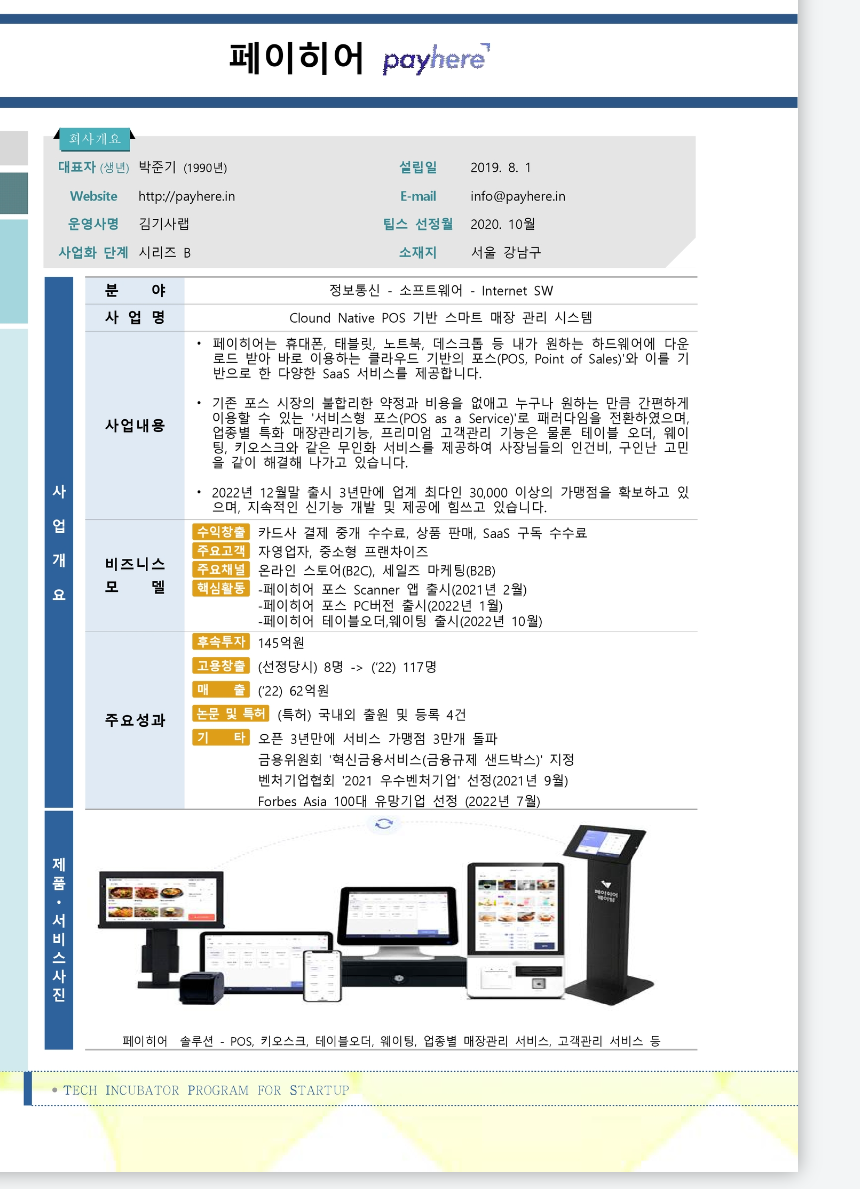 페이히어 payhere
회사개요
대표자 (생년) 박준기 (1990년) 설립일 2019. 8. 1
Website http://payhere.in E-mail info@payhere.in
운영사명 김기사랩 팁스 선정월 2020. 10월
사업화 단계 시리즈 B 소재지 서울 강남구
사업개요
분 야 정보통신 - 소프트웨어 - Internet SW
사 업 명 Clound Native POS 기반 스마트 매장 관리 시스템
사업내용
• 페이히어는 휴대폰, 태블릿, 노트북, 데스크톱 등 내가 원하는 하드웨어에 다운
로드 받아 바로 이용하는 클라우드 기반의 포스(POS, Point of Sales)'와 이를 기
반으로 한 다양한 SaaS 서비스를 제공합니다.
• 기존 포스 시장의 불합리한 약정과 비용을 없애고 누구나 원하는 만큼 간편하게
이용할 수 있는 '서비스형 포스(POS as a Service)'로 패러다임을 전환하였으며,
업종별 특화 매장관리기능, 프리미엄 고객관리 기능은 물론 테이블 오더, 웨이
팅, 키오스크와 같은 무인화 서비스를 제공하여 사장님들의 인건비, 구인난 고민
을 같이 해결해 나가고 있습니다.
• 2022년 12월말 출시 3년만에 업계 최다인 30,000 이상의 가맹점을 확보하고 있
으며, 지속적인 신기능 개발 및 제공에 힘쓰고 있습니다.
비즈니스
모 델
수익창출 카드사 결제 중개 수수료, 상품 판매, SaaS 구독 수수료
주요고객 자영업자, 중소형 프랜차이즈
주요채널 온라인 스토어(B2C), 세일즈 마케팅(B2B)
핵심활동 -페이히어 포스 Scanner 앱 출시(2021년 2월)
-페이히어 포스 PC버전 출시(2022년 1월)
-페이히어 테이블오더,웨이팅 출시(2022년 10월)
주요성과
후속투자 145억원
고용창출 (선정당시) 8명 -> ('22) 117명
매 출 ('22) 62억원
논문 및 특허 (특허) 국내외 출원 및 등록 4건
기 타 오픈 3년만에 서비스 가맹점 3만개 돌파
금융위원회 '혁신금융서비스(금융규제 샌드박스)' 지정
벤처기업협회 '2021 우수벤처기업' 선정(2021년 9월)
Forbes Asia 100대 유망기업 선정 (2022년 7월)
제품·서비스사진
페이히어
웨이팅
페이히어 솔루션 - POS, 키오스크, 테이블오더, 웨이팅, 업종별 매장관리 서비스, 고객관리 서비스 등
• TECH INCUBATOR PROGRAM FOR STARTUP